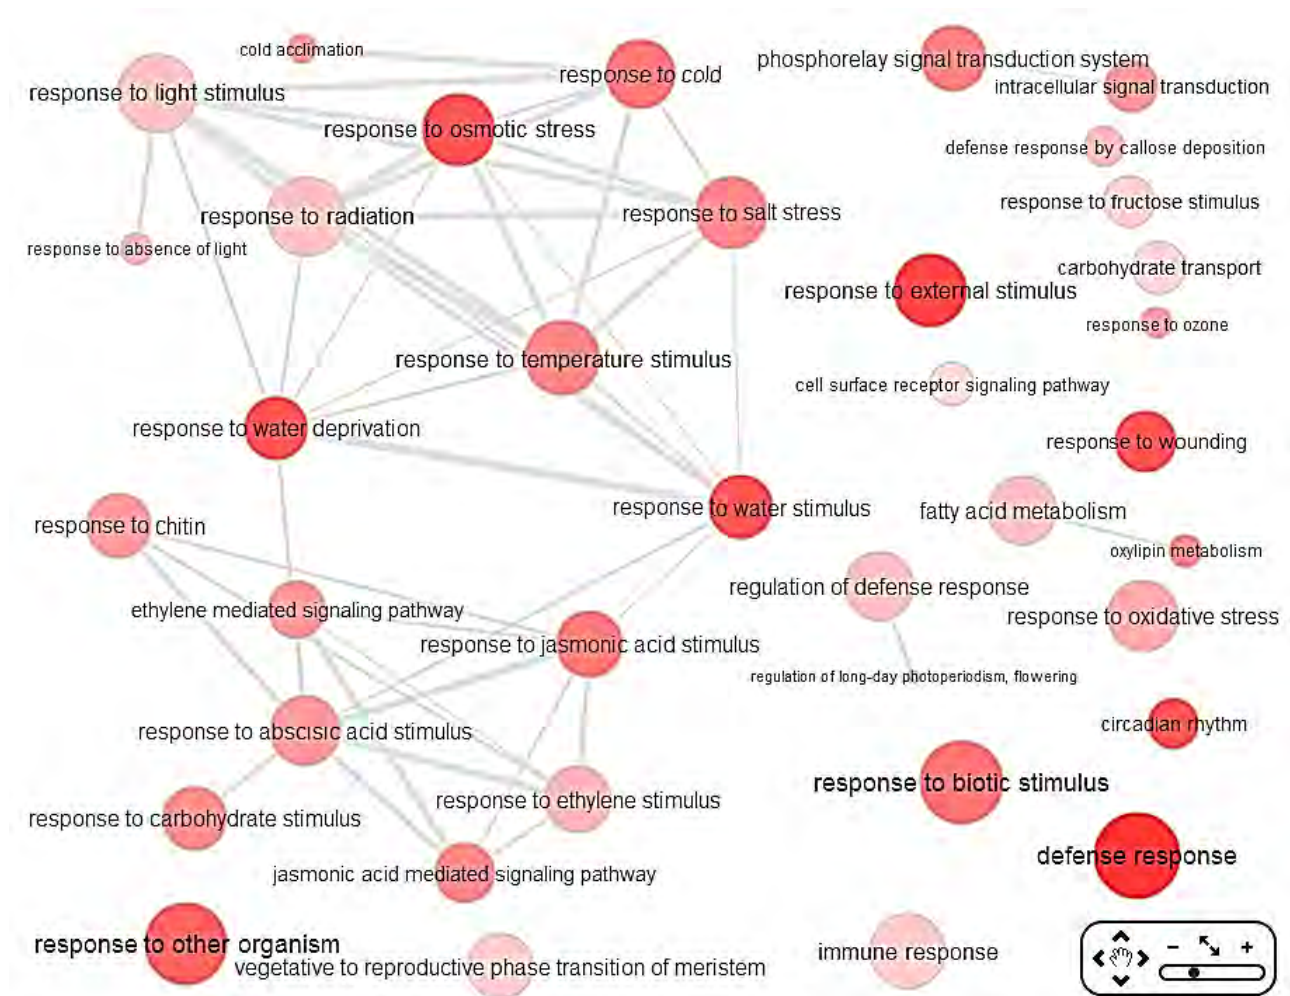 cold acclimation
response to cold
phosphorelay signal transduction system
intracellular signal transduction
response to light stimulus
response to osmotic stress
defense response by callose deposition
response to fructose stimulus
response to radiation
response to salt stress
response to absence of light
carbohydrate transport
response to external stimulus
response to ozone
response to temperature stimulus
cell surface receptor signaling pathway
response to water deprivation
response to wounding
response to water stimulus
fatty acid metabolism
response to chitin
oxylipin metabolism
regulation of defense response
ethylene mediated signaling pathway
response to oxidative stress
response to jasmonic acid stimulus
regulation of long-day photoperiodism, flowering
response to abscisic acid stimulus
circadian rhythm
response to biotic stimulus
response to ethylene stimulus
response to carbohydrate stimulus
defense response
jasmonic acid mediated signaling pathway
response to other organism
immune response
vegetative to reproductive phase transition of meristem